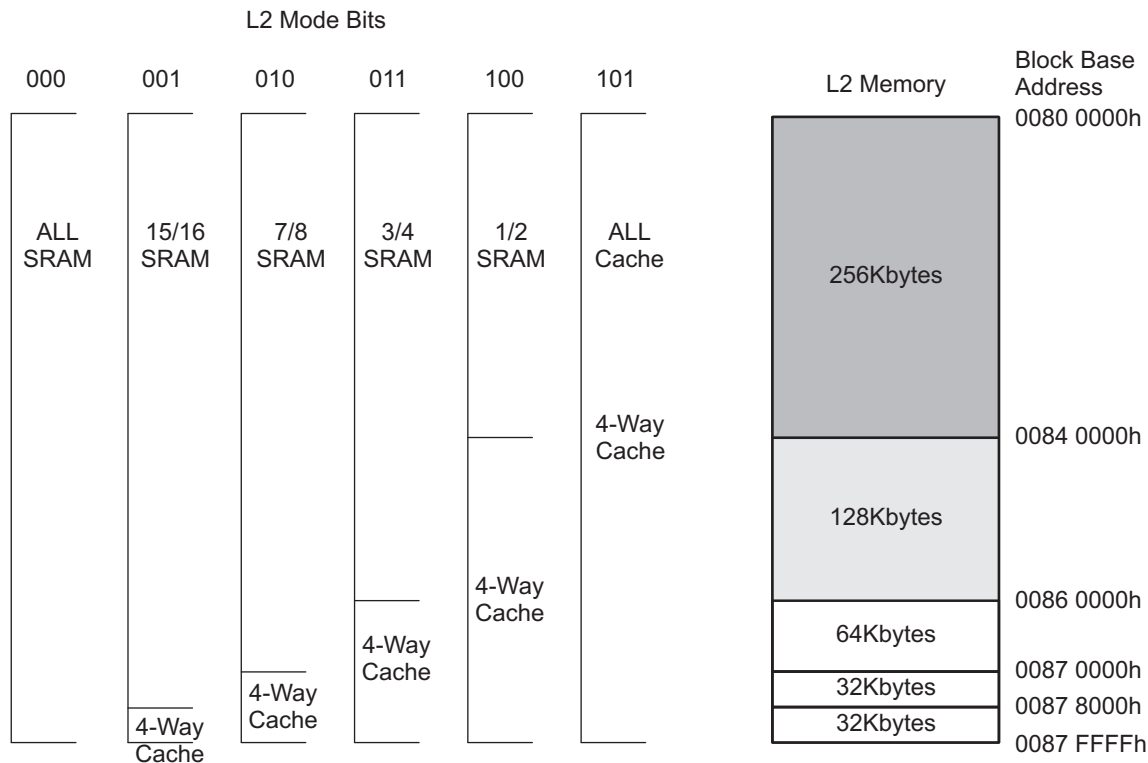 L2 Mode Bits
000 001 010 011 100 101
L2 Memory
Block Base
Address
0080 0000h
ALL
SRAM
15/16
SRAM
7/8
SRAM
3/4
SRAM
1/2
SRAM
ALL
Cache
256Kbytes
4-Way
Cache
0084 0000h
128Kbytes
4-Way
Cache
0086 0000h
4-Way
Cache
64Kbytes
0087 0000h
4-Way
Cache
32Kbytes
0087 8000h
4-Way
Cache
32Kbytes
0087 FFFFh